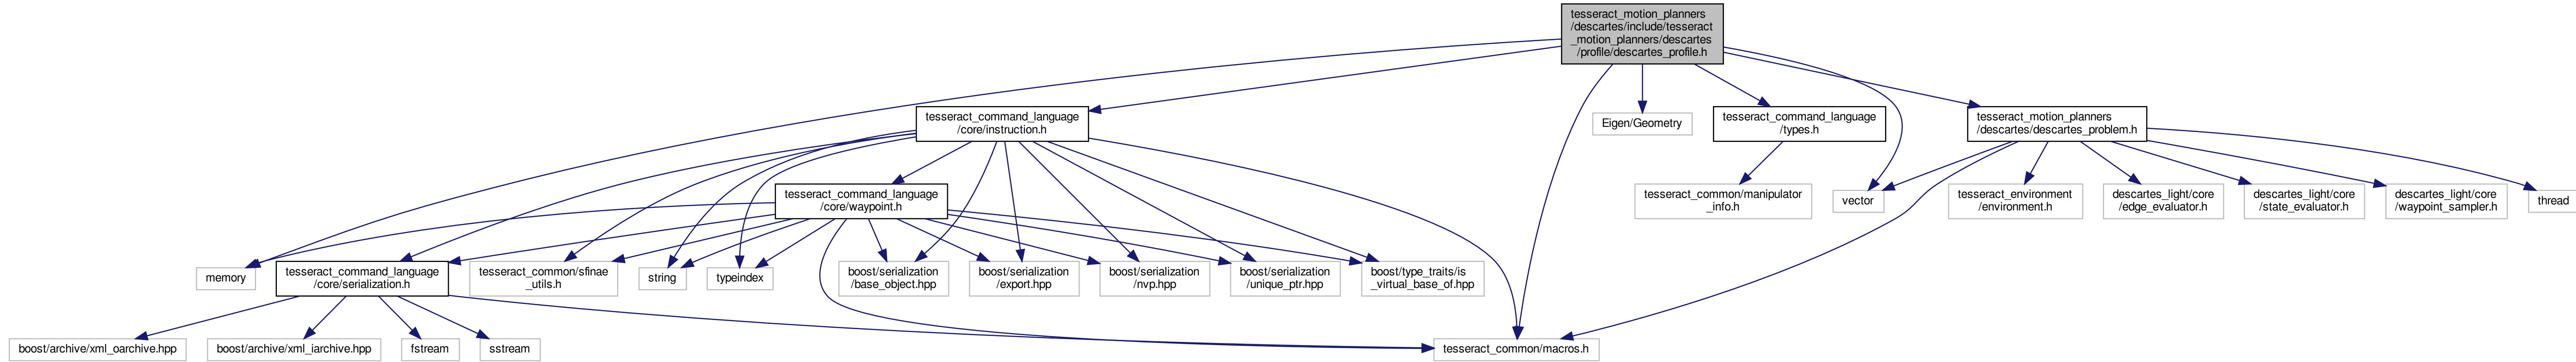 tesseract_motion_planners
/descartes/include/tesseract
_motion_planners/descartes
/profile/descartes_profile.h
tesseract_command_language
/core/instruction.h
Eigen/Geometry
tesseract_command_language
/types.h
tesseract_motion_planners
/descartes/descartes_problem.h
tesseract_command_language
/core/waypoint.h
tesseract_common/manipulator
_info.h
vector
tesseract_environment
/environment.h
descartes_light/core
/edge_evaluator.h
descartes_light/core
/state_evaluator.h
descartes_light/core
/waypoint_sampler.h
thread
memory
tesseract_command_language
/core/serialization.h
tesseract_common/sfinae
_utils.h
string
typeindex
boost/serialization
/base_object.hpp
boost/serialization
/export.hpp
boost/serialization
/nvp.hpp
boost/serialization
/unique_ptr.hpp
boost/type_traits/is
_virtual_base_of.hpp
boost/archive/xml_oarchive.hpp
boost/archive/xml_iarchive.hpp
fstream
sstream
tesseract_common/macros.h